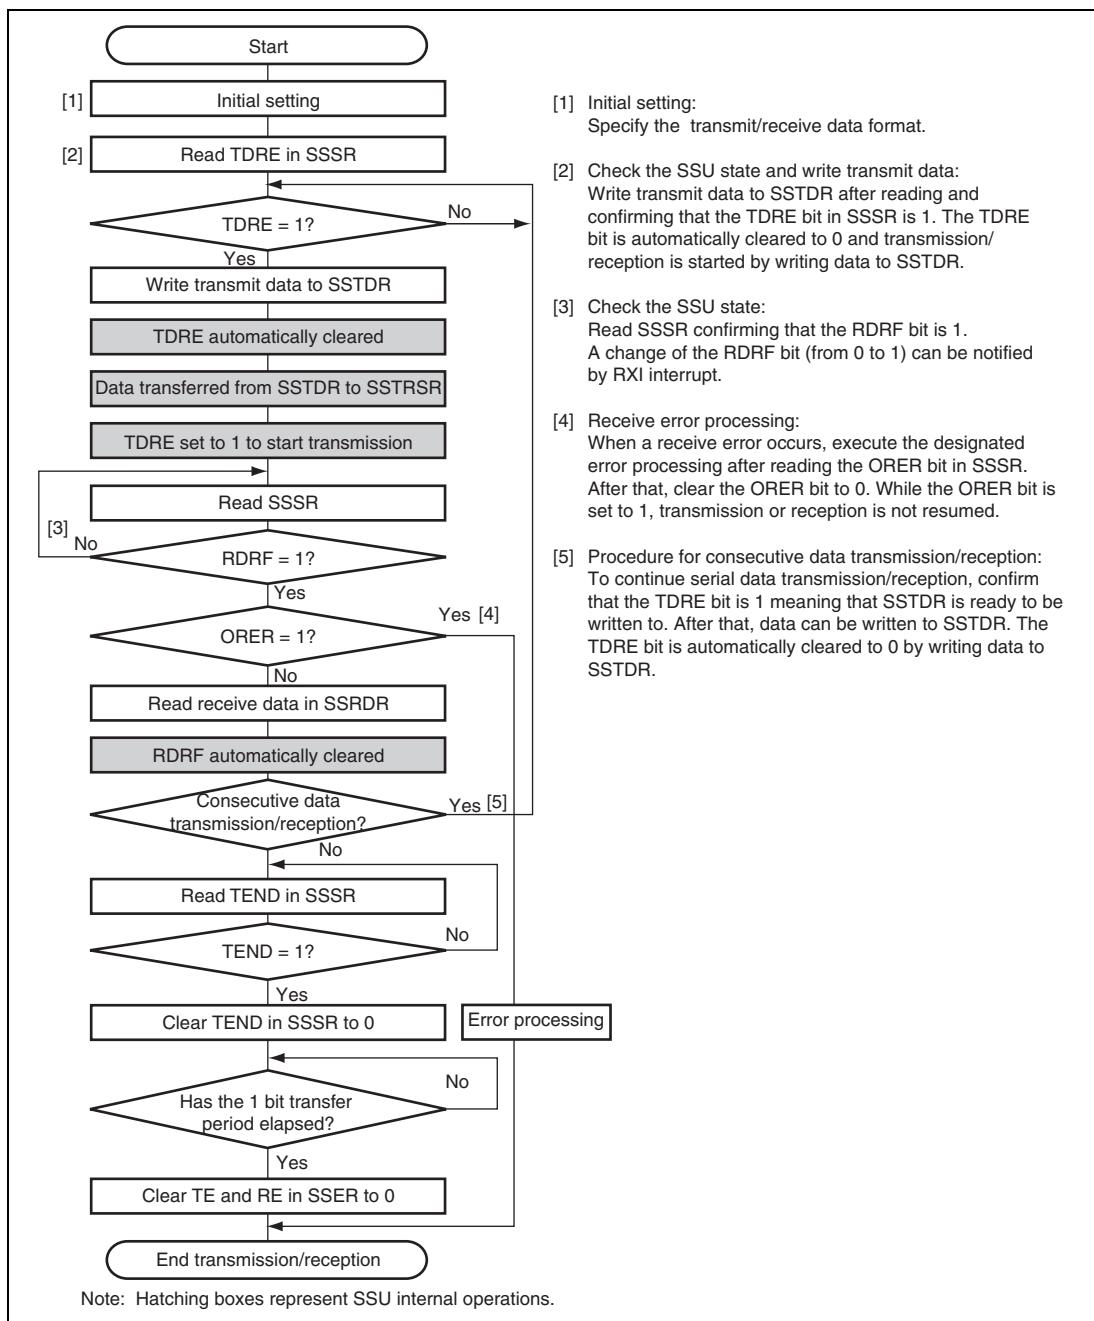 Start
[1] Initial setting
[2] Read TDRE in SSSR
TDRE = 1?
No
Yes
Write transmit data to SSTDR
TDRE automatically cleared
Data transferred from SSTDR to SSTRSR
TDRE set to 1 to start transmission
Read SSSR
[3]
No
RDRF = 1?
Yes
Yes [4]
ORER = 1?
No
Read receive data in SSRDR
RDRF automatically cleared
Consecutive data
transmission/reception?
Yes [5]
No
Read TEND in SSSR
No
TEND = 1?
Yes
Clear TEND in SSSR to 0
Error processing
No
Has the 1 bit transfer
period elapsed?
Yes
Clear TE and RE in SSER to 0
End transmission/reception
Note: Hatching boxes represent SSU internal operations.
[1] Initial setting:
Specify the transmit/receive data format.
[2] Check the SSU state and write transmit data:
Write transmit data to SSTDR after reading and
confirming that the TDRE bit in SSSR is 1. The TDRE
bit is automatically cleared to 0 and transmission/
reception is started by writing data to SSTDR.
[3] Check the SSU state:
Read SSSR confirming that the RDRF bit is 1.
A change of the RDRF bit (from 0 to 1) can be notified
by RXI interrupt.
[4] Receive error processing:
When a receive error occurs, execute the designated
error processing after reading the ORER bit in SSSR.
After that, clear the ORER bit to 0. While the ORER bit is
set to 1, transmission or reception is not resumed.
[5] Procedure for consecutive data transmission/reception:
To continue serial data transmission/reception, confirm
that the TDRE bit is 1 meaning that SSTDR is ready to be
written to. After that, data can be written to SSTDR. The
TDRE bit is automatically cleared to 0 by writing data to
SSTDR.